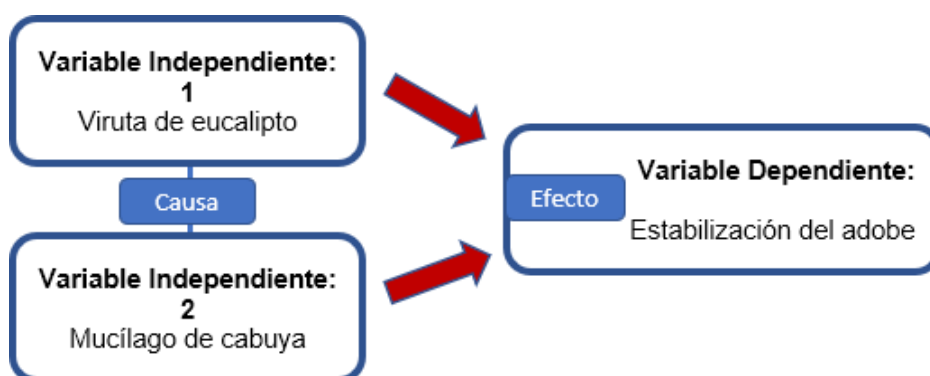 Variable Independiente:
1
Viruta de eucalipto
Causa
Variable Independiente:
2
Mucílago de cabuya
Efecto
Variable Dependiente:
Estabilización del adobe